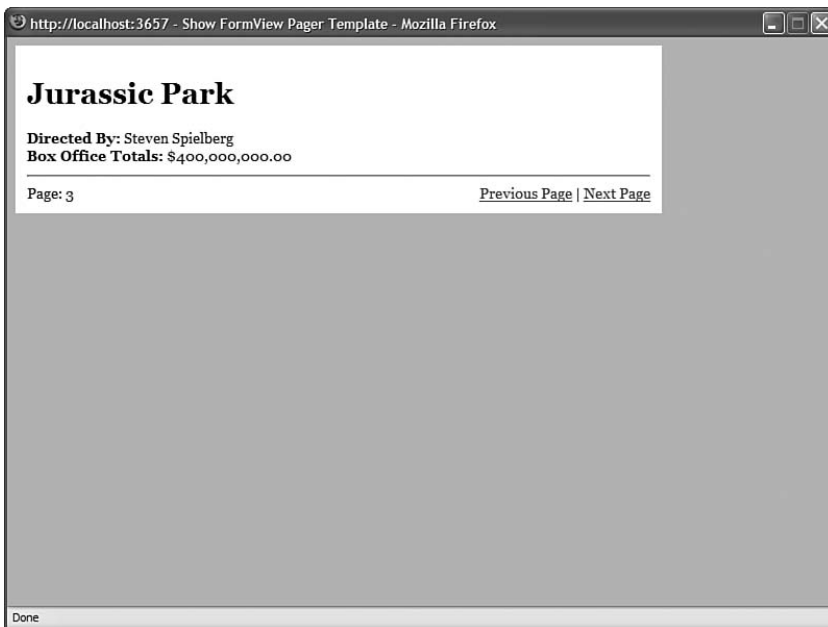 http://localhost:3657 - Show FormView Pager Template - Mozilla Firefox
Jurassic Park
Directed By: Steven Spielberg
Box Office Totals: $400,000,000.00
Page: 3 Previous Page | Next Page
Done